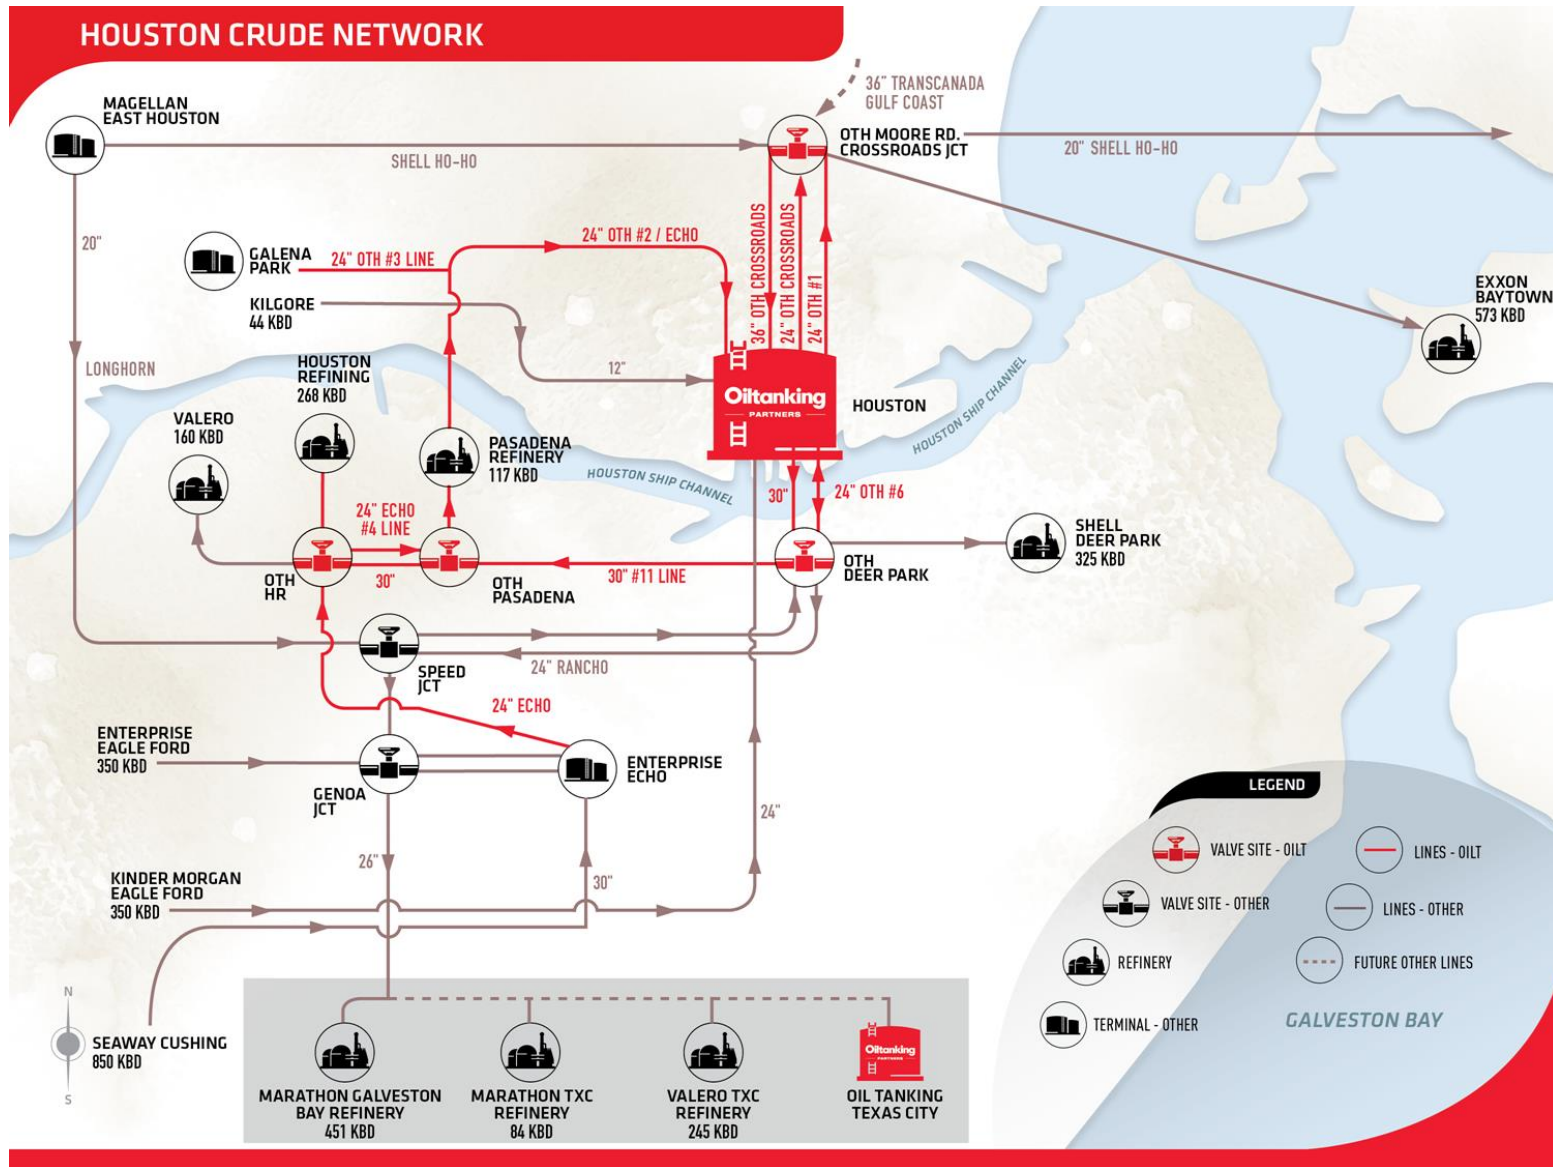 HOUSTON CRUDE NETWORK
36" TRANSCANADA
GULF COAST
MAGELLAN
EAST HOUSTON
OTH MOORE RD.
CROSSROADS JCT
SHELL HO-HO
20" SHELL HO-HO
20"
GALENA
PARK
24" OTH #3 LINE
24" OTH #2 / ECHO
36" OTH CROSSROADS
24" OTH CROSSROADS
24" OTH #1
KILGORE
44 KBD
EXXON
BAYTOWN
573 KBD
LONGHORN
HOUSTON
REFINING
268 KBD
12"
Oiltanking
PARTNERS
HOUSTON
HOUSTON SHIP CHANNEL
VALERO
160 KBD
PASADENA
REFINERY
117 KBD
HOUSTON SHIP CHANNEL
30"
24" OTH #6
24" ECHO
#4 LINE
SHELL
DEER PARK
325 KBD
OTH
HR
30"
OTH
PASADENA
30" #11 LINE
OTH
DEER PARK
SPEED
JCT
24" RANCHO
24" ECHO
ENTERPRISE
EAGLE FORD
350 KBD
GENOA
JCT
ENTERPRISE
ECHO
24"
26"
30"
KINDER MORGAN
EAGLE FORD
350 KBD
LEGEND
VALVE SITE - OILT
LINES - OILT
VALVE SITE - OTHER
LINES - OTHER
REFINERY
FUTURE OTHER LINES
TERMINAL - OTHER
GALVESTON BAY
N
S
SEAWAY CUSHING
850 KBD
MARATHON GALVESTON
BAY REFINERY
451 KBD
MARATHON TXC
REFINERY
84 KBD
VALERO TXC
REFINERY
245 KBD
Oiltanking
PARTNERS
OIL TANKING
TEXAS CITY